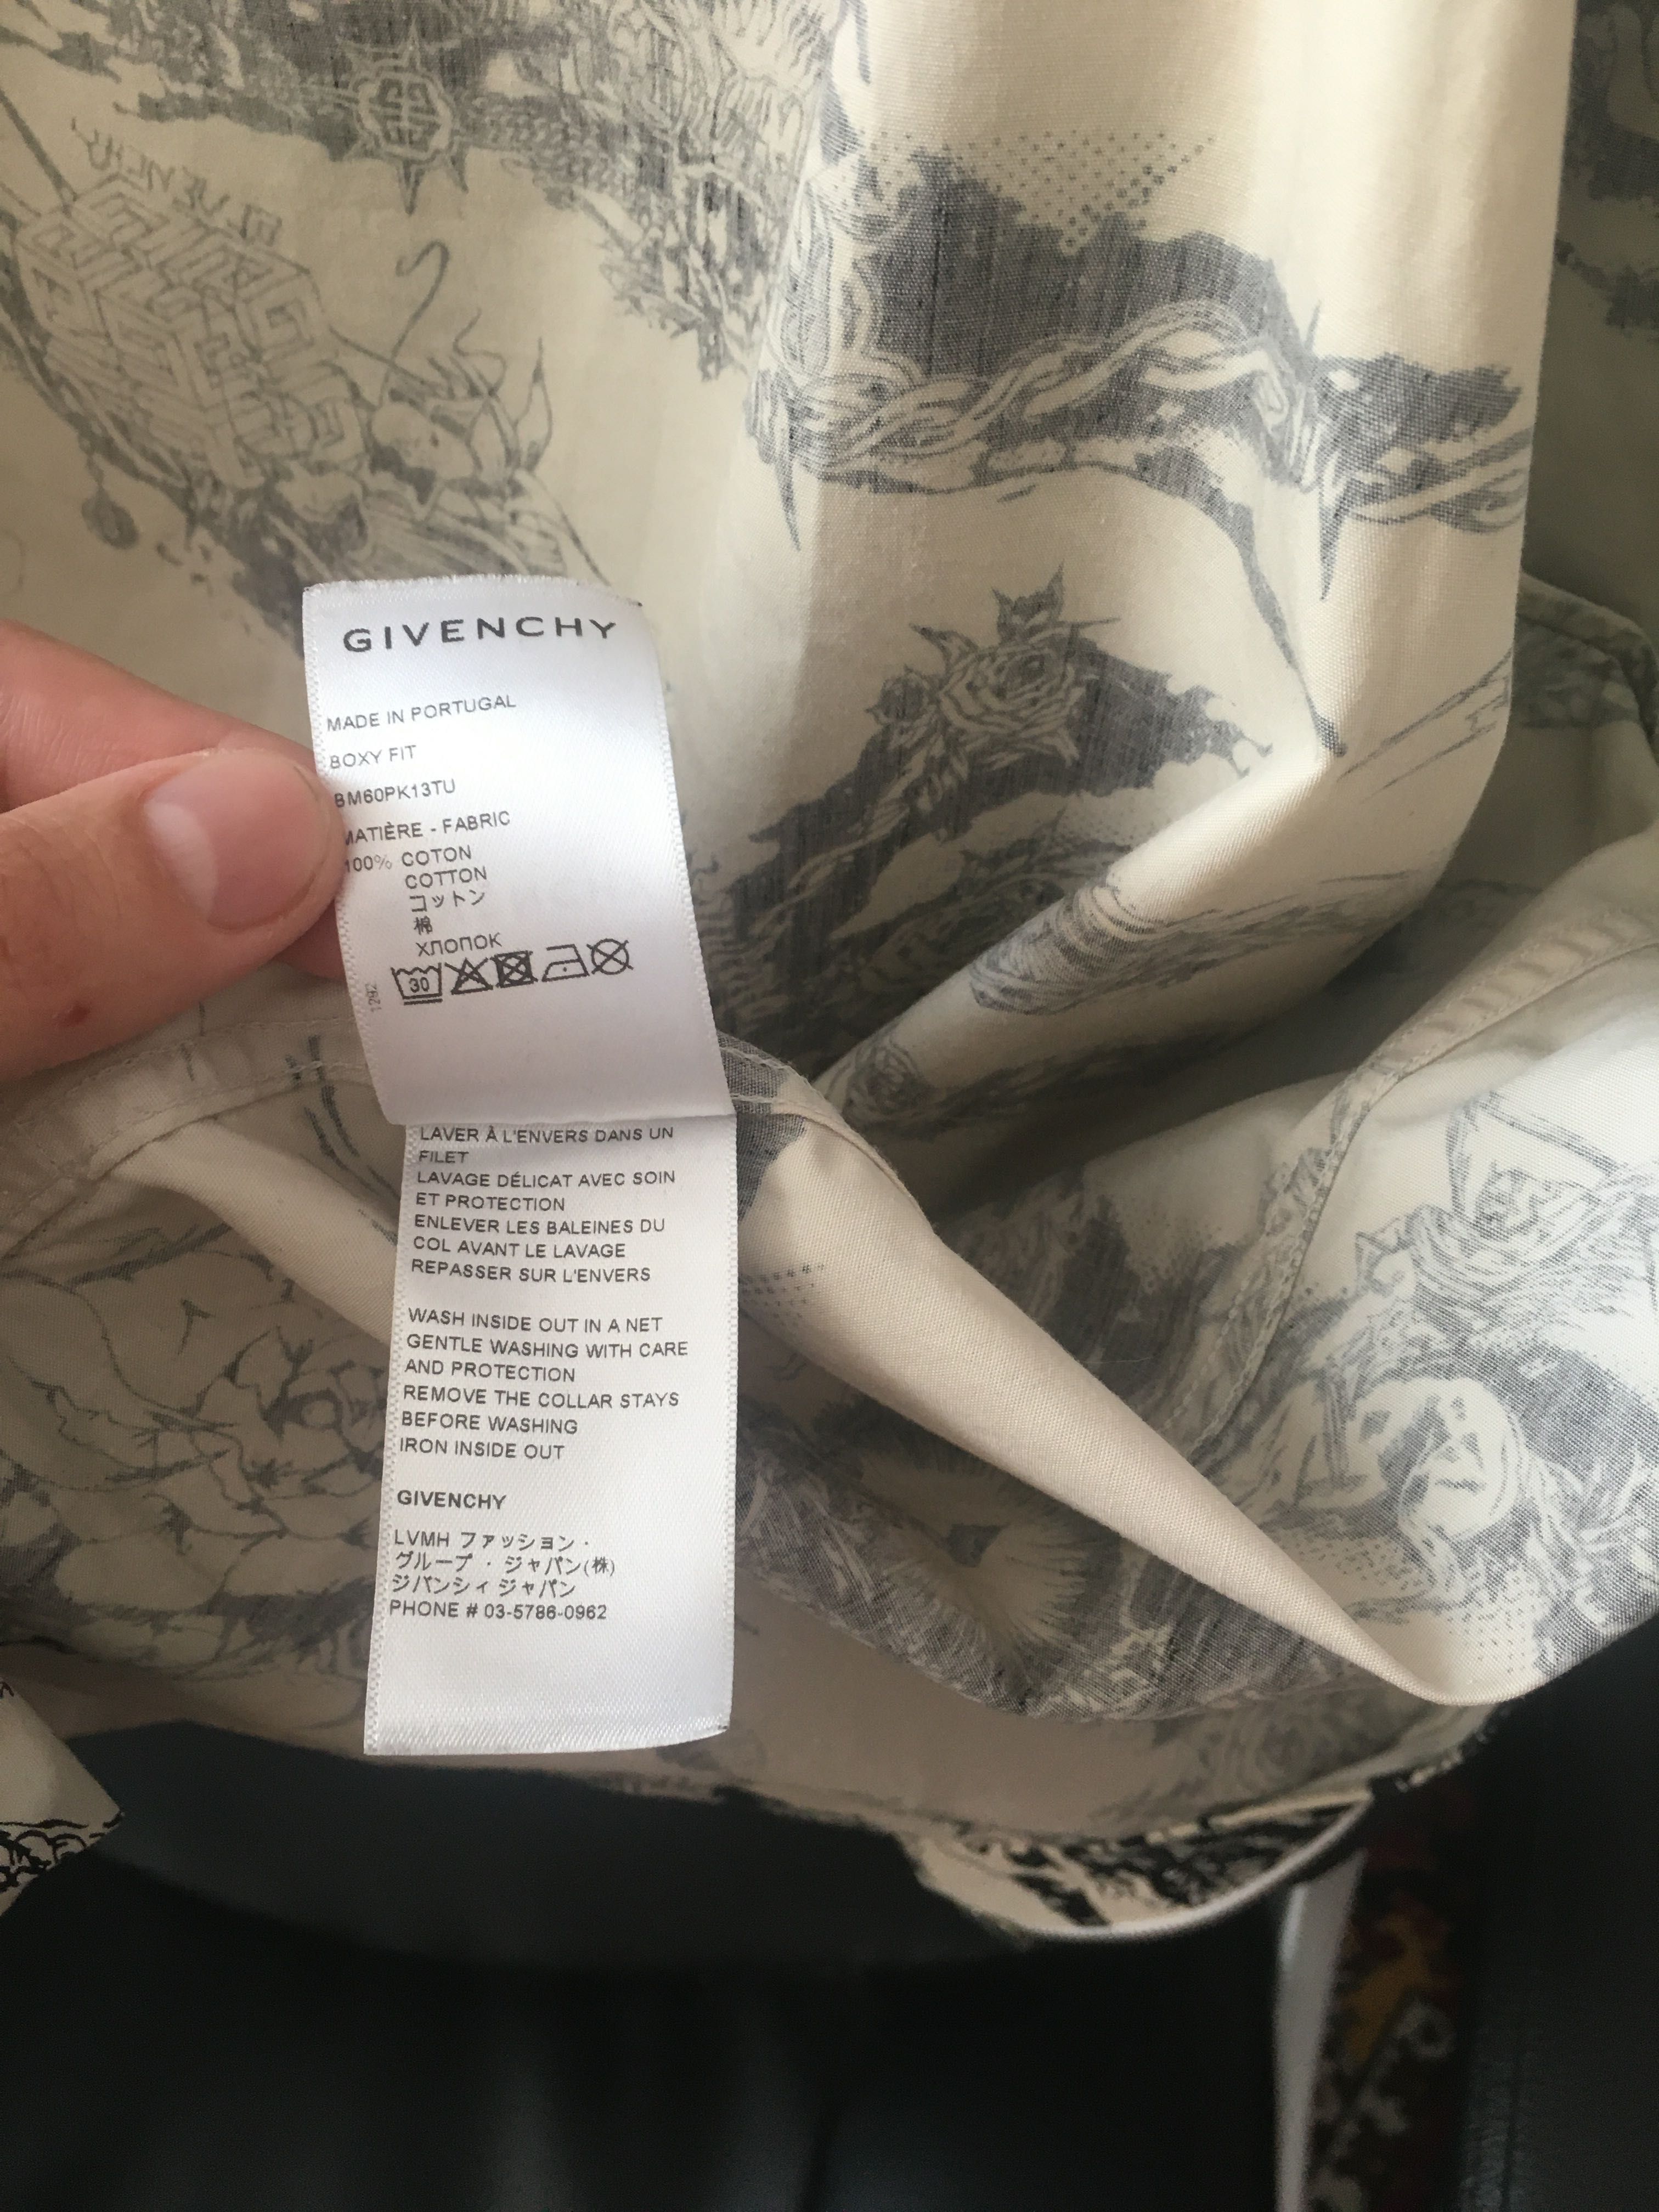 GIVENCHY
MADE IN PORTUGAL
BOXY FIT
BM60PK13TU
MATIÈRE - FABRIC
100% COTON
COTTON
コットン
棉
ХЛОПОК
30
1292
LAVER À L'ENVERS DANS UN
FILET
LAVAGE DÉLICAT AVEC SOIN
ET PROTECTION
ENLEVER LES BALEINES DU
COL AVANT LE LAVAGE
REPASSER SUR L'ENVERS
WASH INSIDE OUT IN A NET
GENTLE WASHING WITH CARE
AND PROTECTION
REMOVE THE COLLAR STAYS
BEFORE WASHING
IRON INSIDE OUT
GIVENCHY
LVMH ファッション・
グループ・ジャパン(株)
ジバンシィ ジャパン
PHONE # 03-5786-0962